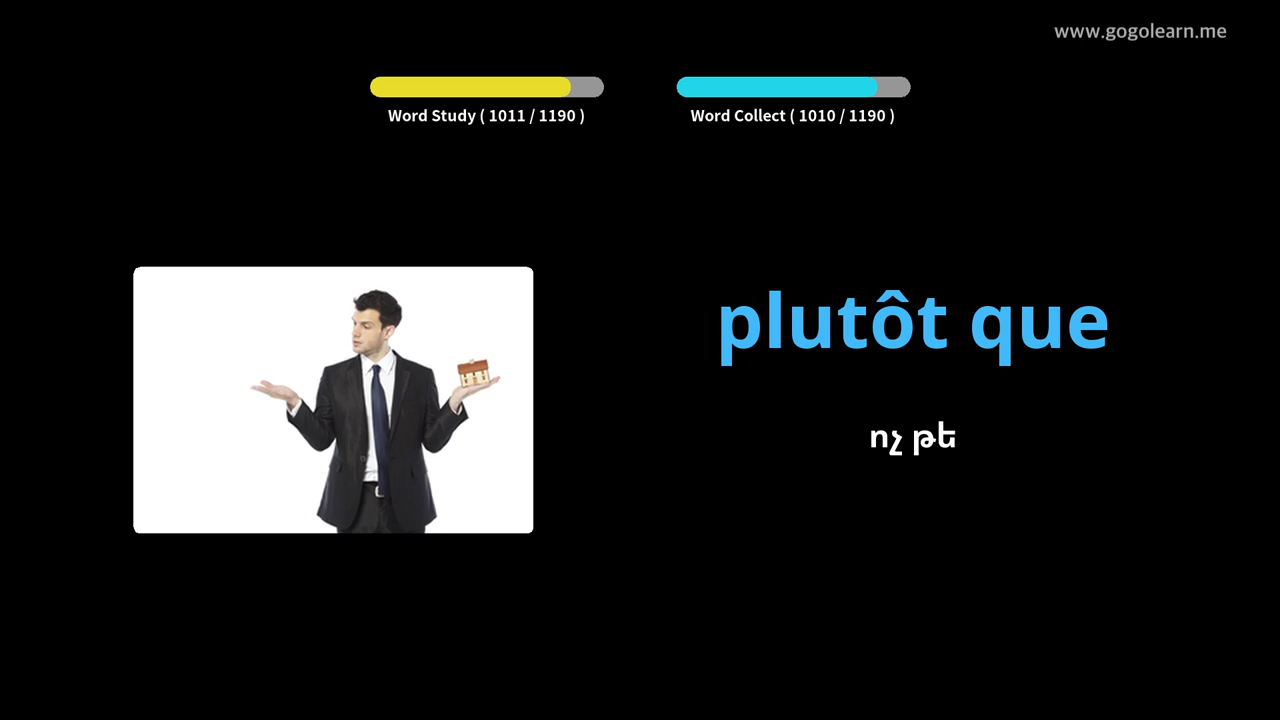 www.gogolearn.me
Word Study ( 1011 / 1190 )
Word Collect ( 1010 / 1190 )
plutôt que
ոչ թե